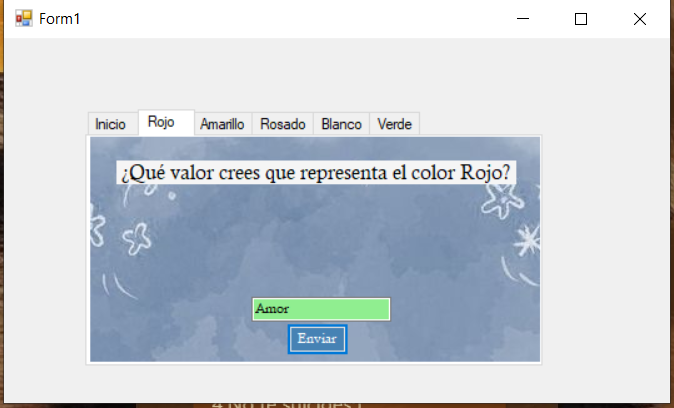 Form1
Inicio Rojo Amarillo Rosado Blanco Verde
¿Qué valor crees que representa el color Rojo?
Amor
Enviar